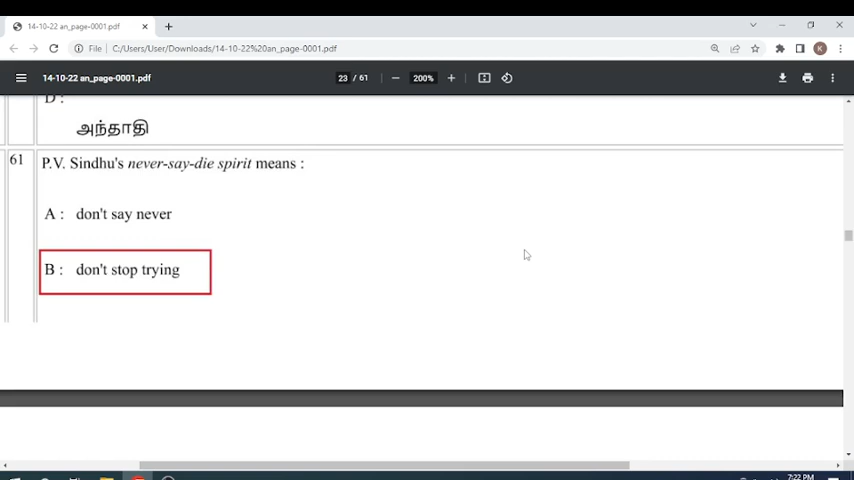 14-10-22 an_page-0001.pdf
File C:/Users/User/Downloads/14-10-22%20an_page-0001.pdf
K
14-10-22 an_page-0001.pdf 23 / 61 200%
D :
அந்தாதி
61 P.V. Sindhu's never-say-die spirit means :
A : don't say never
B : don't stop trying
7:22 PM